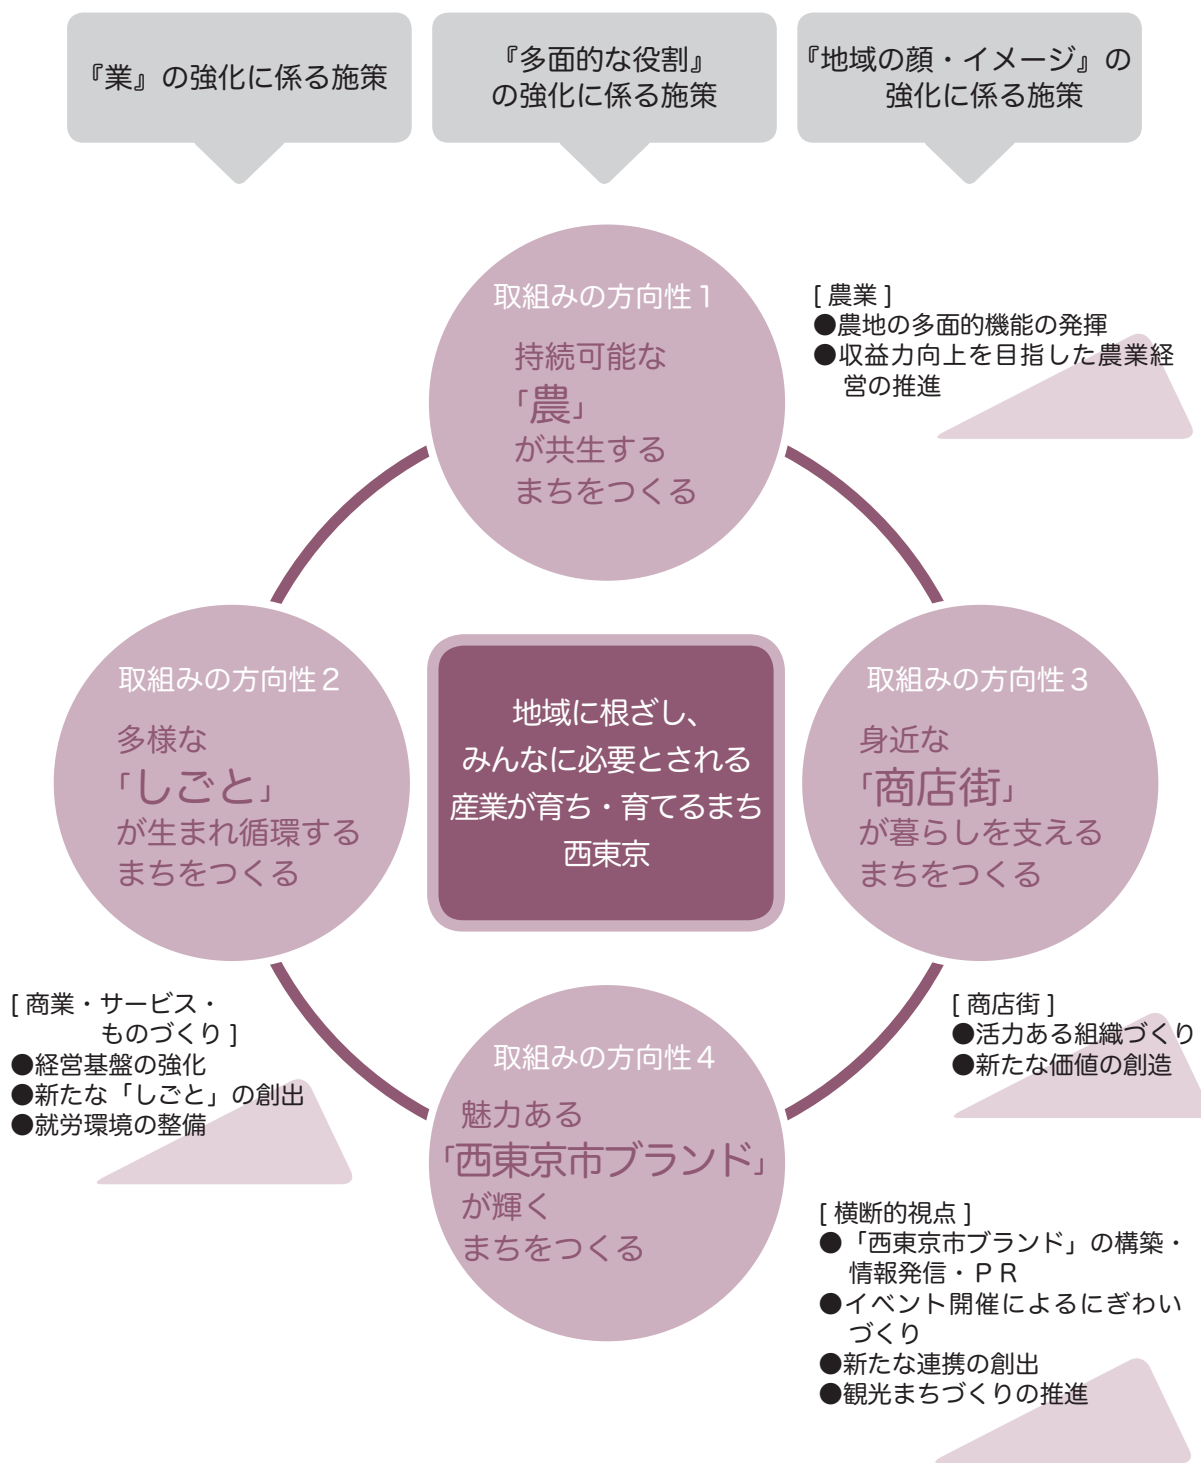 『業』の強化に係る施策
『多面的な役割』
の強化に係る施策
『地域の顔・イメージ』の
強化に係る施策
取組みの方向性１
持続可能な
「農」
が共生する
まちをつくる
[ 農業 ]
●農地の多面的機能の発揮
●収益力向上を目指した農業経
営の推進
取組みの方向性２
多様な
「しごと」
が生まれ循環する
まちをつくる
地域に根ざし、
みんなに必要とされる
産業が育ち・育てるまち
西東京
取組みの方向性３
身近な
「商店街」
が暮らしを支える
まちをつくる
[ 商業・サービス・
ものづくり ]
●経営基盤の強化
●新たな「しごと」の創出
●就労環境の整備
[ 商店街 ]
●活力ある組織づくり
●新たな価値の創造
取組みの方向性４
魅力ある
「西東京市ブランド」
が輝く
まちをつくる
[ 横断的視点 ]
●「西東京市ブランド」の構築・
情報発信・ＰＲ
●イベント開催によるにぎわい
づくり
●新たな連携の創出
●観光まちづくりの推進